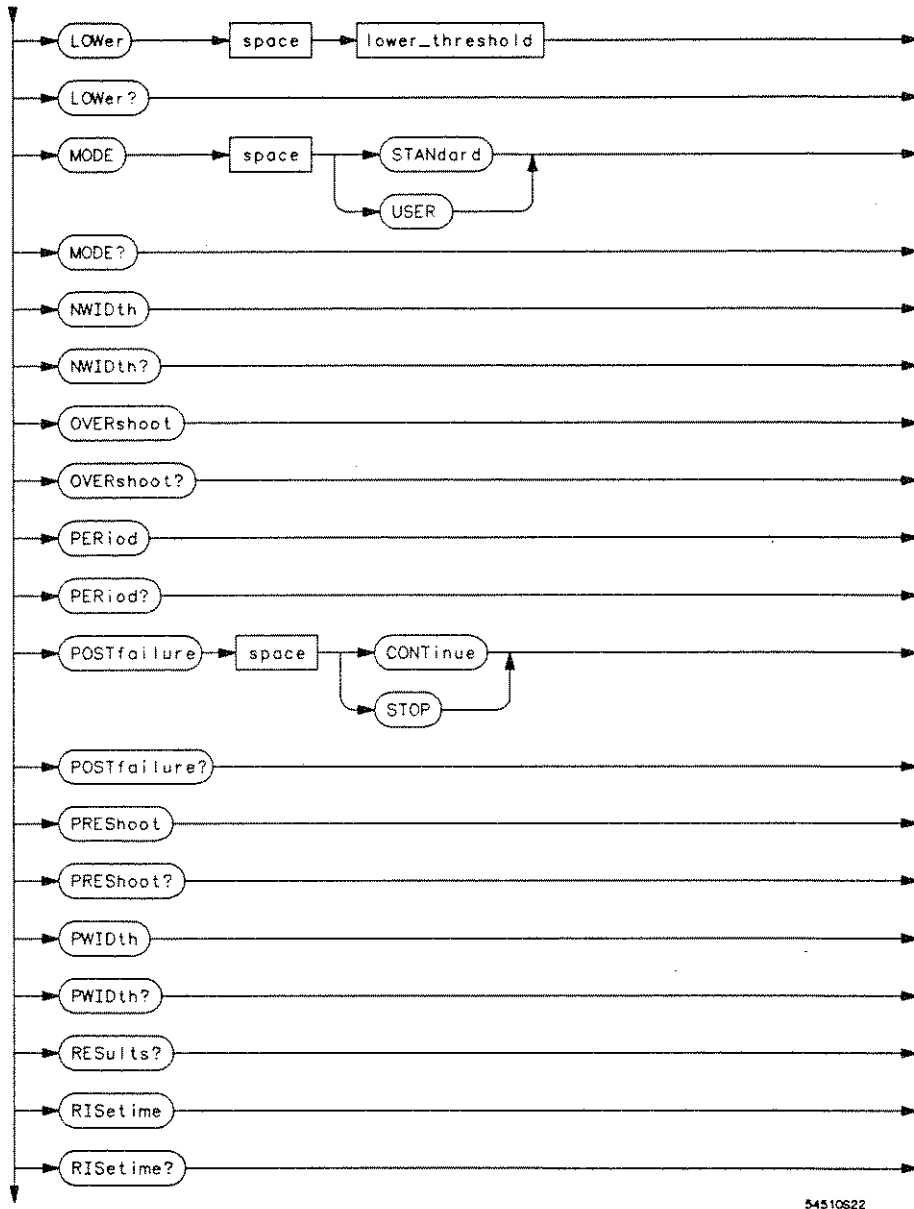 LOWer space lower_threshold
LOWer?
MODE space STANdard
USER
MODE?
NWIDth
NWIDth?
OVERshoot
OVERshoot?
PERiod
PERiod?
POSTfailure space CONTinue
STOP
POSTfailure?
PREShoot
PREShoot?
PWIDth
PWIDth?
RESults?
RISetime
RISetime?
54510S22